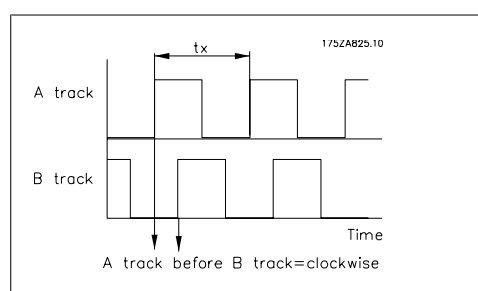 175ZA825.10
tx
A track
B track
Time
A track before B track=clockwise